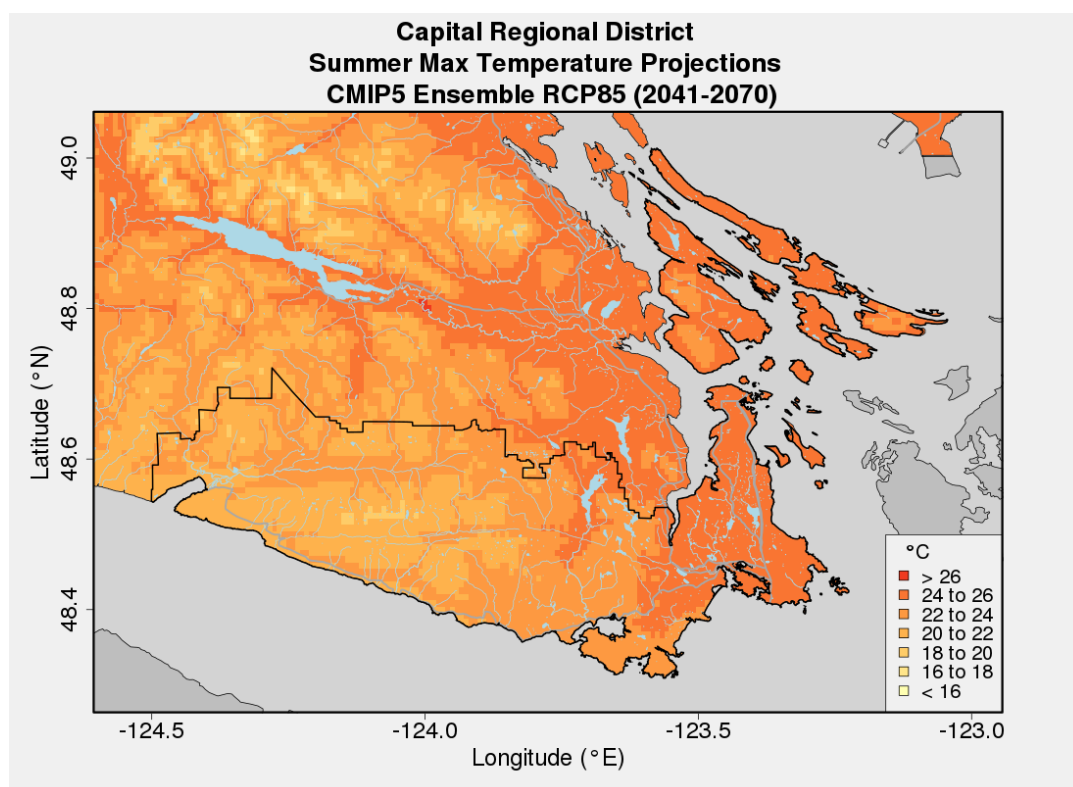 Capital Regional District
Summer Max Temperature Projections
CMIP5 Ensemble RCP85 (2041-2070)
Latitude (°N)
49.0
48.8
48.6
48.4
°C
> 26
24 to 26
22 to 24
20 to 22
18 to 20
16 to 18
< 16
-124.5
-124.0
-123.5
-123.0
Longitude (°E)